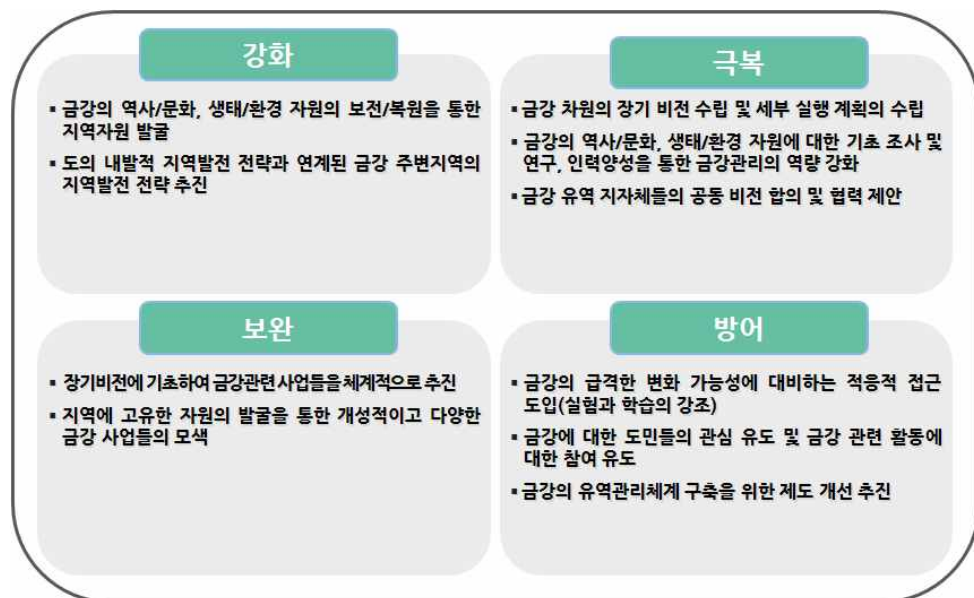 강화
▪ 금강의 역사/문화, 생태/환경 자원의 보전/복원을 통한
지역자원 발굴
▪ 도의 내발적 지역발전 전략과 연계된 금강 주변지역의
지역발전 전략 추진
극복
▪ 금강 차원의 장기 비전 수립 및 세부 실행 계획의 수립
▪ 금강의 역사/문화, 생태/환경 자원에 대한 기초 조사 및
연구, 인력양성을 통한 금강관리의 역량 강화
▪ 금강 유역 지자체들의 공동 비전 합의 및 협력 제안
보완
▪ 장기비전에 기초하여 금강관련 사업들을 체계적으로 추진
▪ 지역에 고유한 자원의 발굴을 통한 개성적이고 다양한
금강 사업들의 모색
방어
▪ 금강의 급격한 변화 가능성에 대비하는 적응적 접근
도입(실험과 학습의 강조)
▪ 금강에 대한 도민들의 관심 유도 및 금강 관련 활동에
대한 참여 유도
▪ 금강의 유역관리체계 구축을 위한 제도 개선 추진